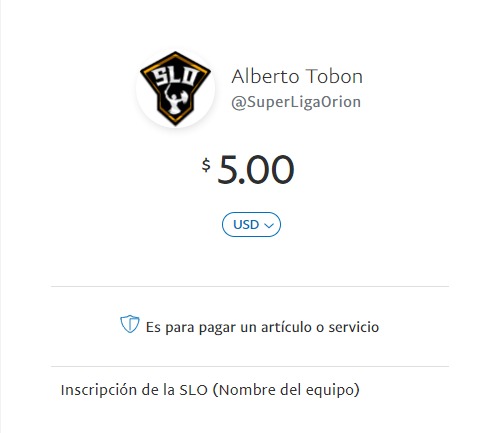 SLO
Alberto Tobon
@SuperLigaOrion
$ 5.00
USD
Es para pagar un artículo o servicio
Inscripción de la SLO (Nombre del equipo)